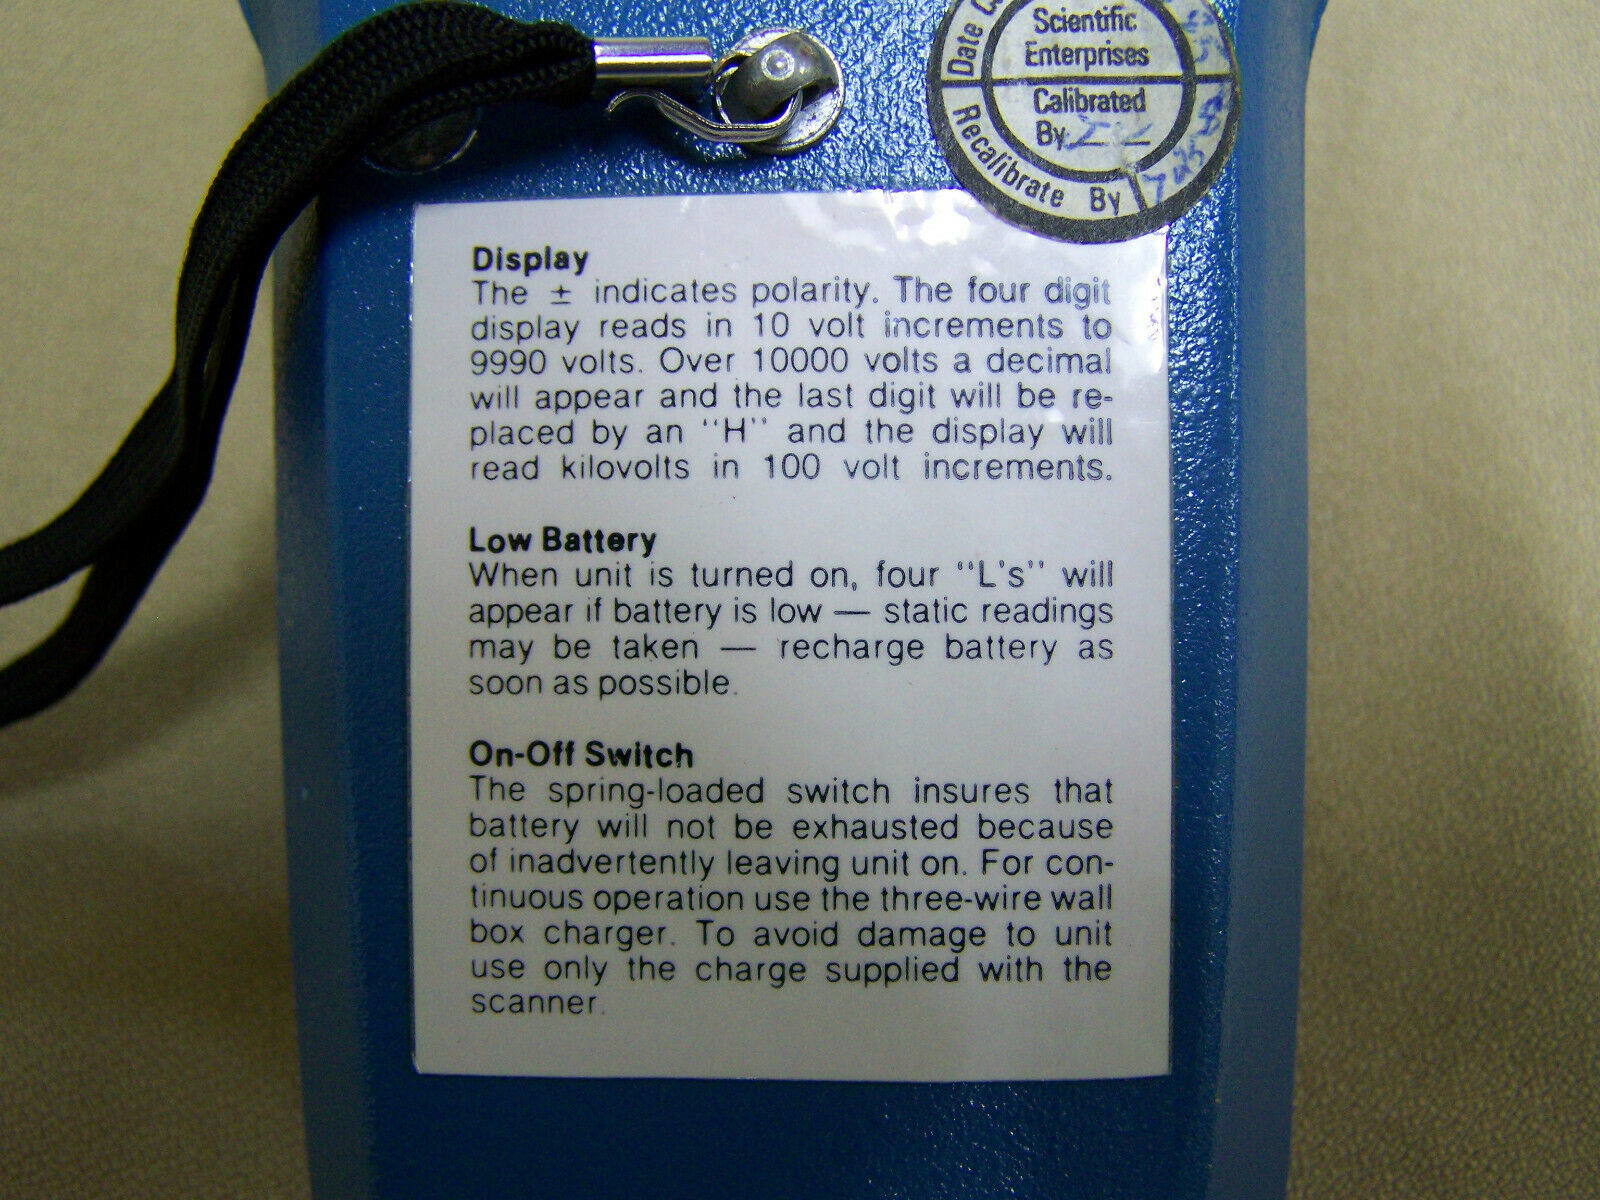 Date
Scientific
Enterprises
Calibrated
By
Recalibrate By
Display
The ± indicates polarity. The four digit
display reads in 10 volt increments to
9990 volts. Over 10000 volts a decimal
will appear and the last digit will be re-
placed by an "H" and the display will
read kilovolts in 100 volt increments.
Low Battery
When unit is turned on, four "L's" will
appear if battery is low — static readings
may be taken — recharge battery as
soon as possible.
On-Off Switch
The spring-loaded switch insures that
battery will not be exhausted because
of inadvertently leaving unit on. For con-
tinuous operation use the three-wire wall
box charger. To avoid damage to unit
use only the charge supplied with the
scanner.